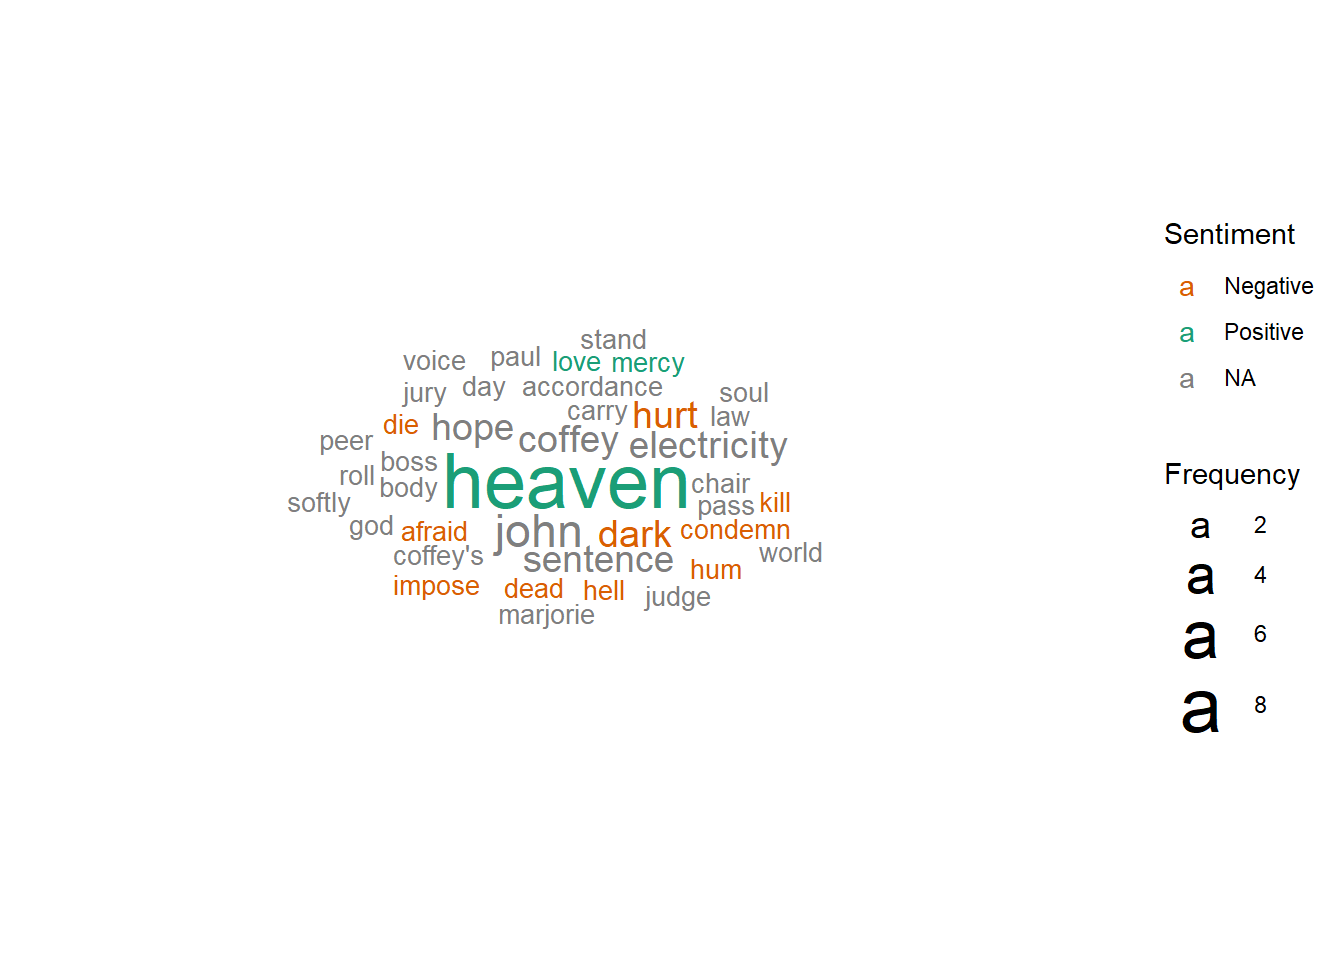 stand
voice paul love mercy
jury day accordance soul
die hope carry hurt law
peer coffey electricity
boss heaven
roll body chair
softly pass kill
god afraid john dark condemn
coffey's sentence world
impose dead hell hum judge
marjorie
Sentiment
a Negative
a Positive
a NA
Frequency
a 2
a 4
a 6
a 8